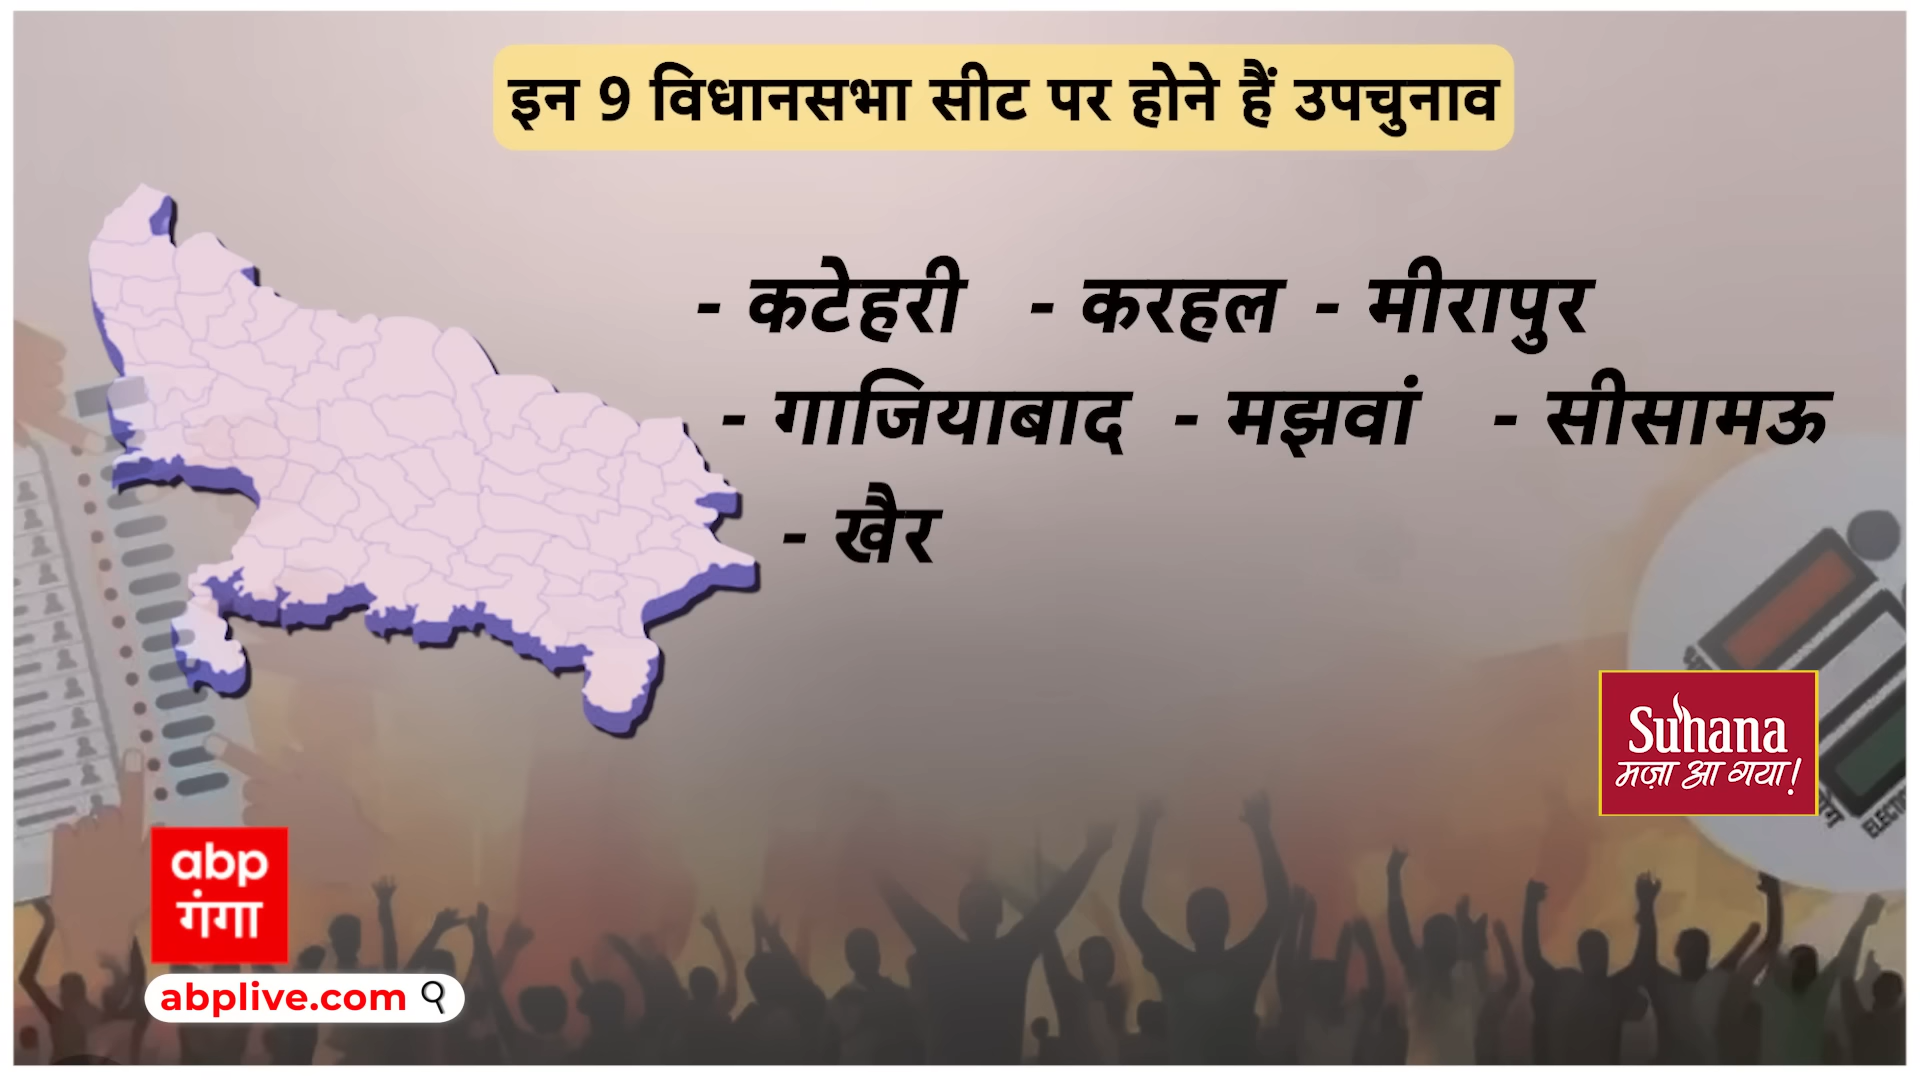 इन 9 विधानसभा सीट पर होने हैं उपचुनाव
- कटेहरी - करहल - मीरापुर
- गाजियाबाद - मझवां - सीसामऊ
- खैर
Suhana
मज़ा आ गया!
abp
गंगा
abplive.com